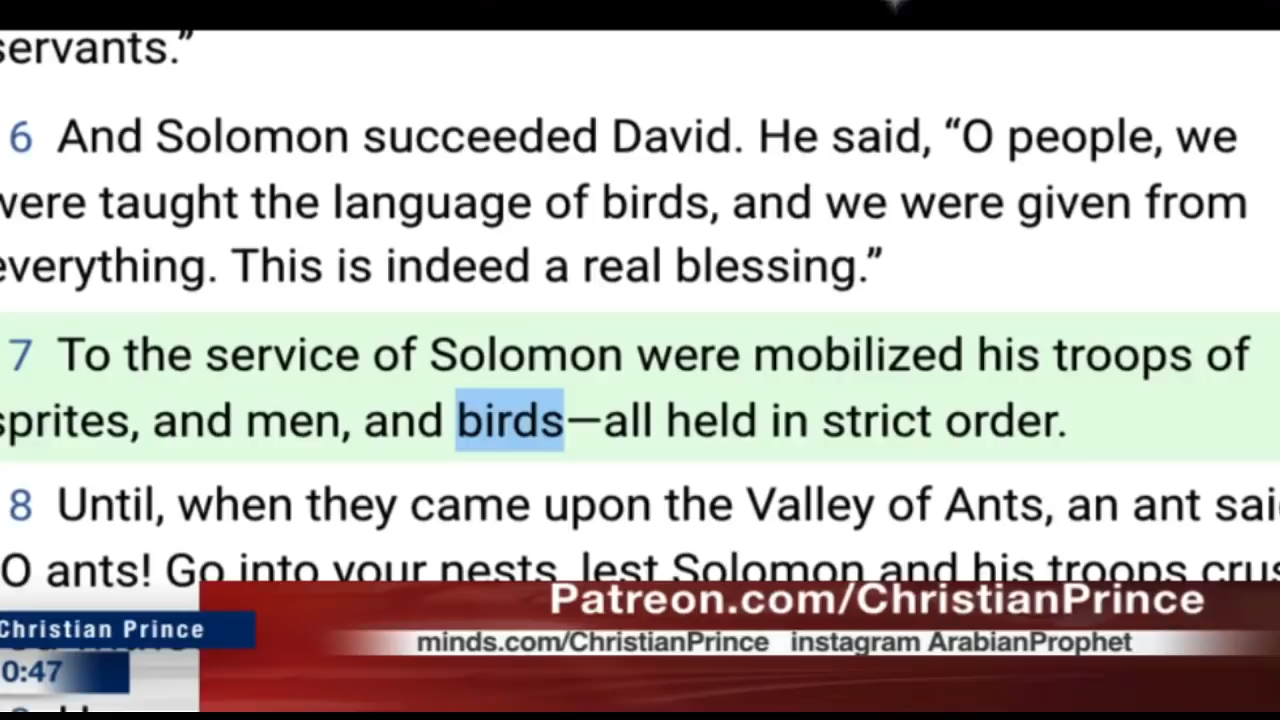 servants.”
6 And Solomon succeeded David. He said, “O people, we
were taught the language of birds, and we were given from
everything. This is indeed a real blessing.”
7 To the service of Solomon were mobilized his troops of
sprites, and men, and birds—all held in strict order.
8 Until, when they came upon the Valley of Ants, an ant sai
O ants! Go into your nests, lest Solomon and his troops crus
Patreon.com/ChristianPrince
Christian Prince
minds.com/ChristianPrince instagram ArabianProphet
0:47